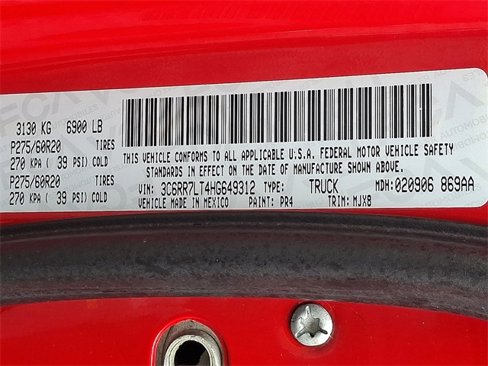 3130 KG 6900 LB
P275/60R20 TIRES
270 KPA ( 39 PSI) COLD
P275/60R20 TIRES
270 KPA ( 39 PSI) COLD
THIS VEHICLE CONFORMS TO ALL APPLICABLE U.S.A. FEDERAL MOTOR VEHICLE SAFETY
STANDARDS IN EFFECT ON THE DATE OF MANUFACTURE SHOWN ABOVE.
VIN: 3C6RR7LT4HG649312 TYPE: TRUCK MDH:020906 869AA
VEHICLE MADE IN MEXICO PAINT: PR4 TRIM: MJX8